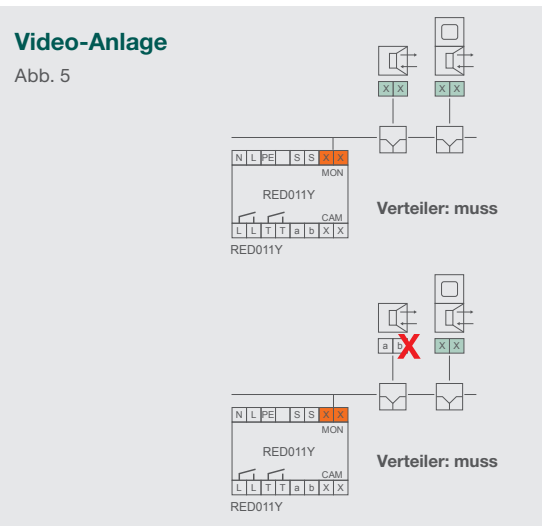 Video-Anlage
Abb. 5
X X X X
N L PE S S X X
MON
RED011Y
CAM
Verteiler: muss
L L T T a b X X
RED011Y
a b X X X
N L PE S S X X
MON
RED011Y
CAM
Verteiler: muss
L L T T a b X X
RED011Y